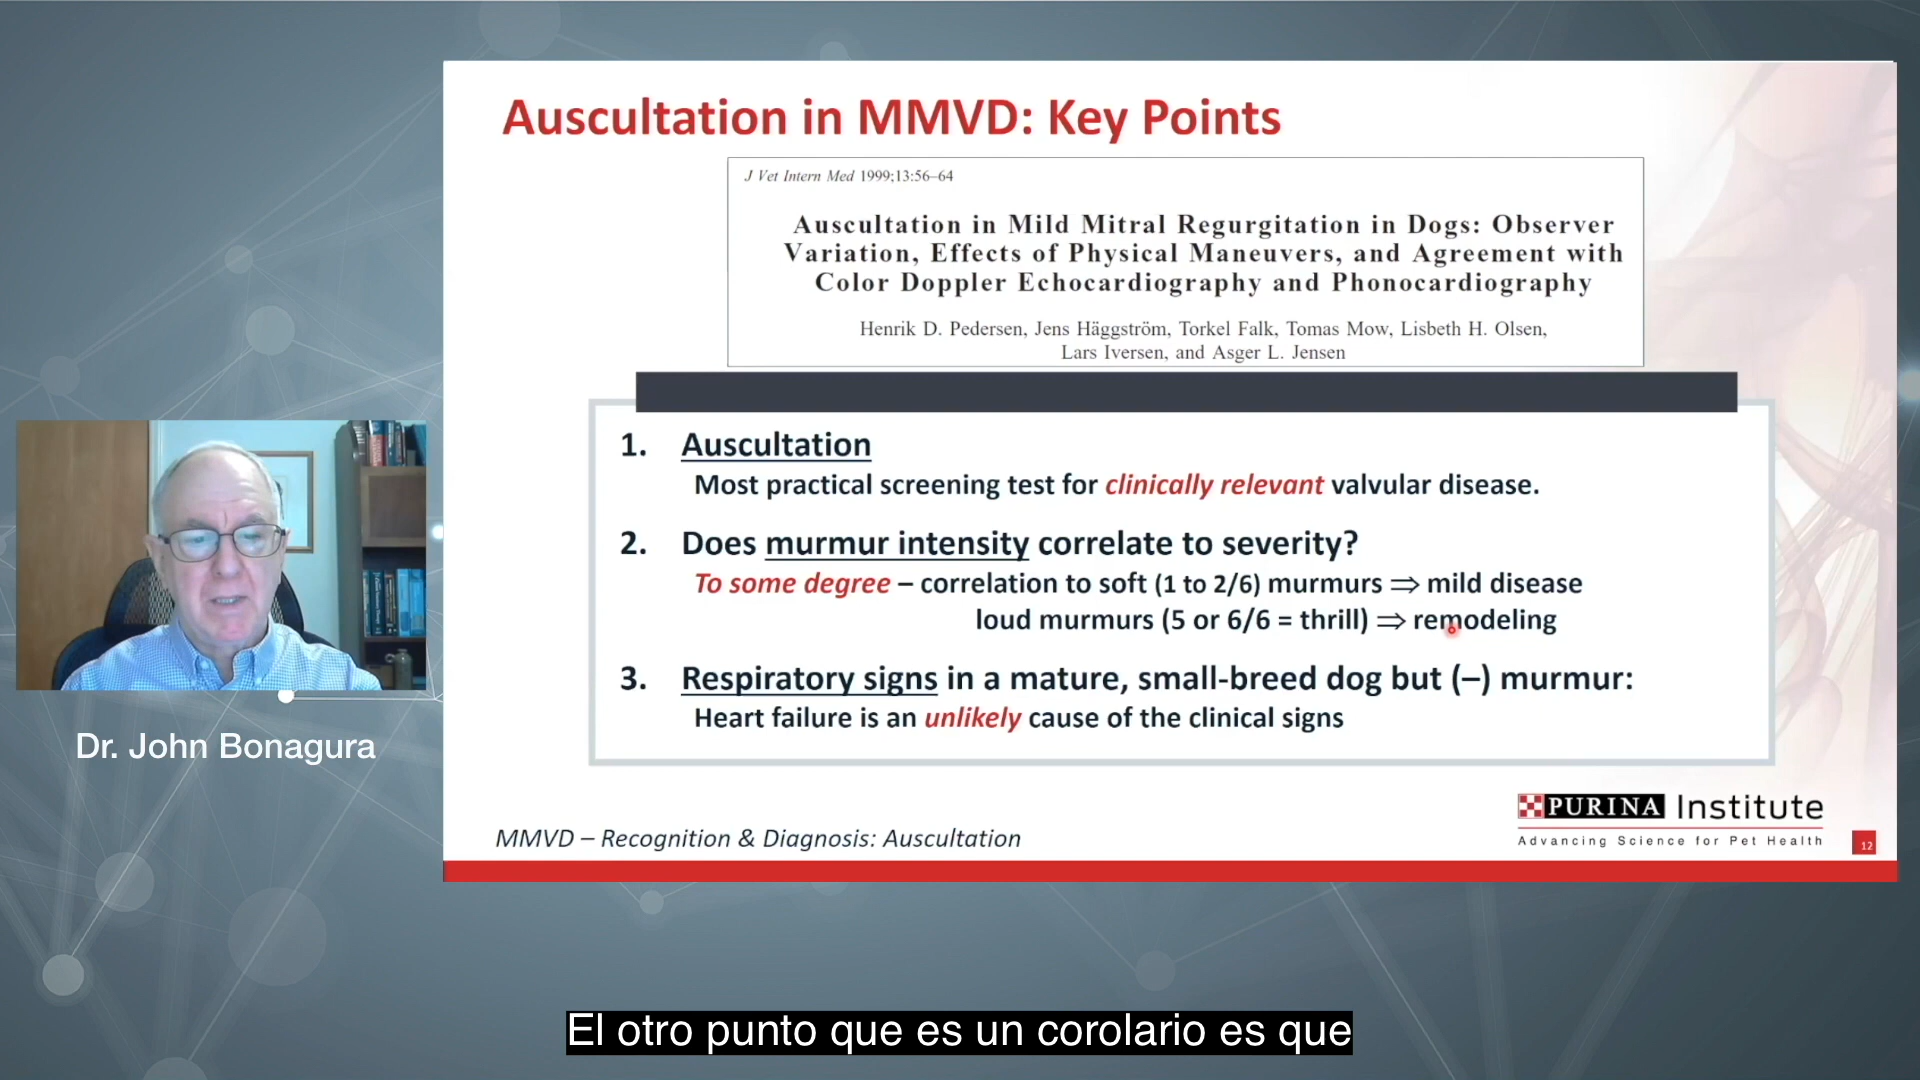 Auscultation in MMVD: Key Points
J Vet Intern Med 1999;13:56–64
Auscultation in Mild Mitral Regurgitation in Dogs: Observer
Variation, Effects of Physical Maneuvers, and Agreement with
Color Doppler Echocardiography and Phonocardiography
Henrik D. Pedersen, Jens Häggström, Torkel Falk, Tomas Mow, Lisbeth H. Olsen,
Lars Iversen, and Asger L. Jensen
1. Auscultation
Most practical screening test for clinically relevant valvular disease.
2. Does murmur intensity correlate to severity?
To some degree – correlation to soft (1 to 2/6) murmurs ⇒ mild disease
loud murmurs (5 or 6/6 = thrill) ⇒ remodeling
3. Respiratory signs in a mature, small-breed dog but (–) murmur:
Heart failure is an unlikely cause of the clinical signs
Dr. John Bonagura
MMVD – Recognition & Diagnosis: Auscultation
PURINA Institute
Advancing Science for Pet Health
12
El otro punto que es un corolario es que